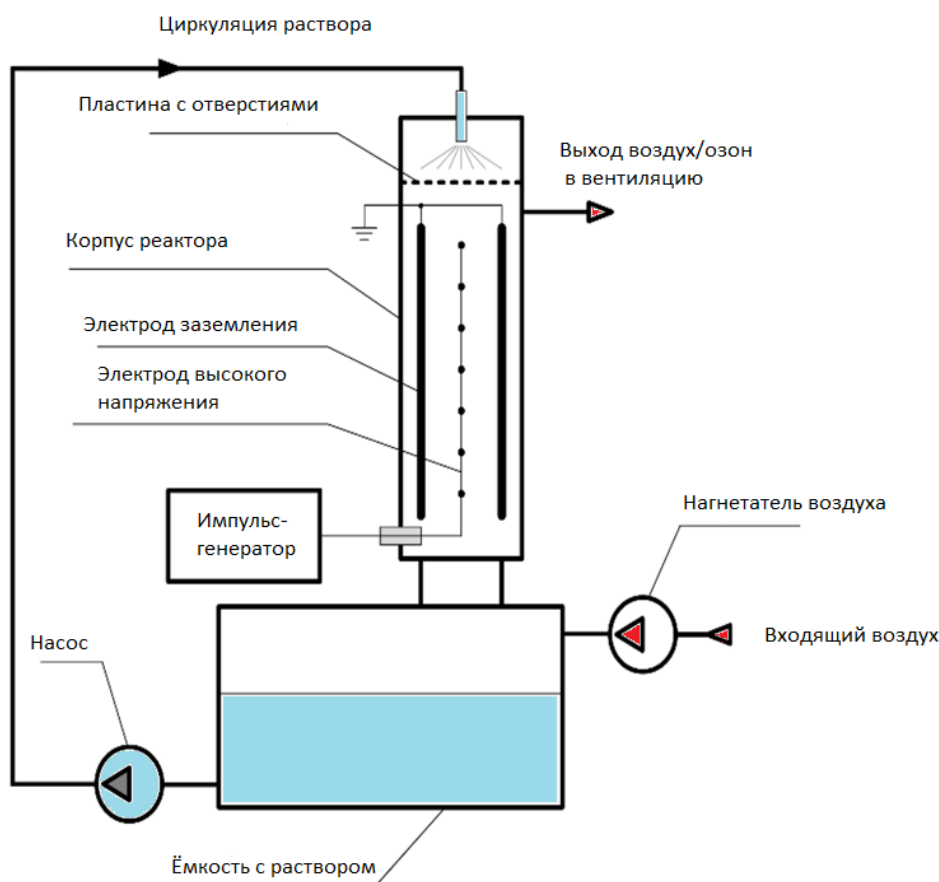 Циркуляция раствора
Пластина с отверстиями
Выход воздух/озон
в вентиляцию
Корпус реактора
Электрод заземления
Электрод высокого
напряжения
Импульс-
генератор
Нагнетатель воздуха
Входящий воздух
Насос
Ёмкость с раствором